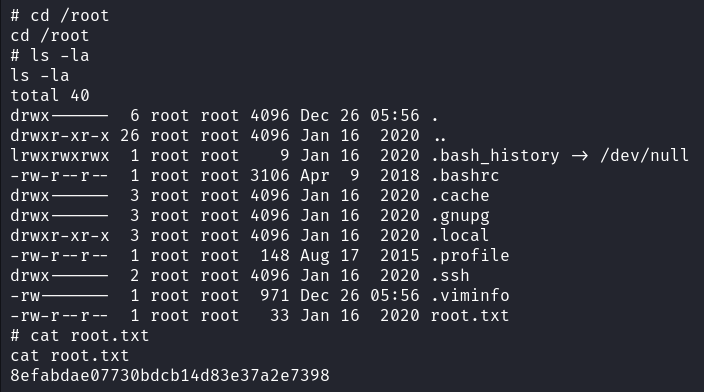 # cd /root
cd /root
# ls -la
ls -la
total 40
drwx------  6 root root 4096 Dec 26 05:56 .
drwxr-xr-x 26 root root 4096 Jan 16  2020 ..
lrwxrwxrwx  1 root root    9 Jan 16  2020 .bash_history -> /dev/null
-rw-r--r--  1 root root 3106 Apr  9  2018 .bashrc
drwx------  3 root root 4096 Jan 16  2020 .cache
drwx------  3 root root 4096 Jan 16  2020 .gnupg
drwxr-xr-x  3 root root 4096 Jan 16  2020 .local
-rw-r--r--  1 root root  148 Aug 17  2015 .profile
drwx------  2 root root 4096 Jan 16  2020 .ssh
-rw-------  1 root root  971 Dec 26 05:56 .viminfo
-rw-r--r--  1 root root   33 Jan 16  2020 root.txt
# cat root.txt
cat root.txt
8efabdae07730bdcb14d83e37a2e7398